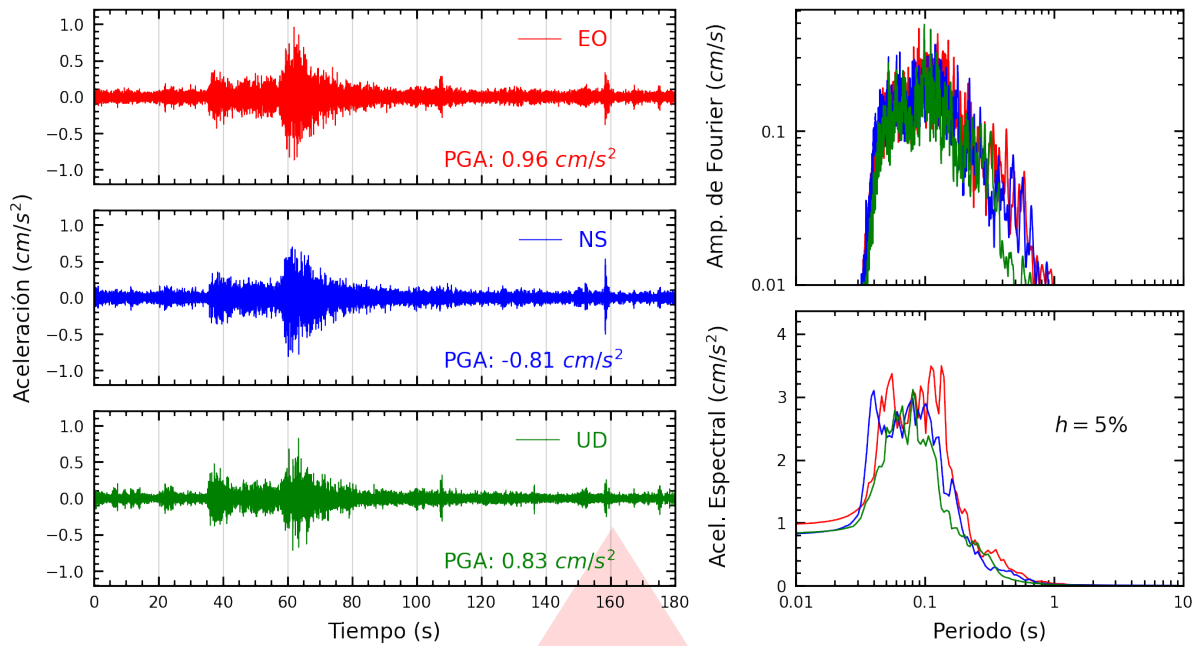 Aceleración (cm/s²)
1.0
0.5
0.0
−0.5
−1.0
EO
PGA: 0.96 cm/s²
1.0
0.5
0.0
−0.5
−1.0
NS
PGA: -0.81 cm/s²
1.0
0.5
0.0
−0.5
−1.0
UD
PGA: 0.83 cm/s²
0 20 40 60 80 100 120 140 160 180
Tiempo (s)
Amp. de Fourier (cm/s)
0.1
0.01
Acel. Espectral (cm/s²)
4
3
2
1
0
h = 5%
0.01 0.1 1 10
Periodo (s)